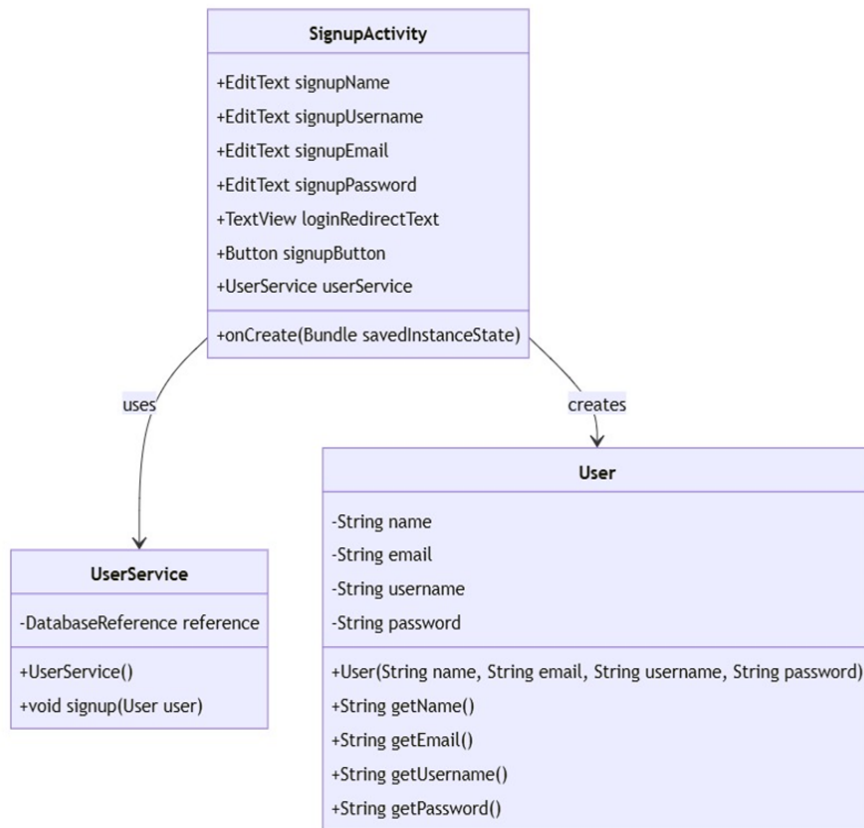 SignupActivity
+EditText signupName
+EditText signupUsername
+EditText signupEmail
+EditText signupPassword
+TextView loginRedirectText
+Button signupButton
+UserService userService
+onCreate(Bundle savedInstanceState)
uses
creates
User
-String name
-String email
-String username
-String password
+User(String name, String email, String username, String password)
+String getName()
+String getEmail()
+String getUsername()
+String getPassword()
UserService
-DatabaseReference reference
+UserService()
+void signup(User user)